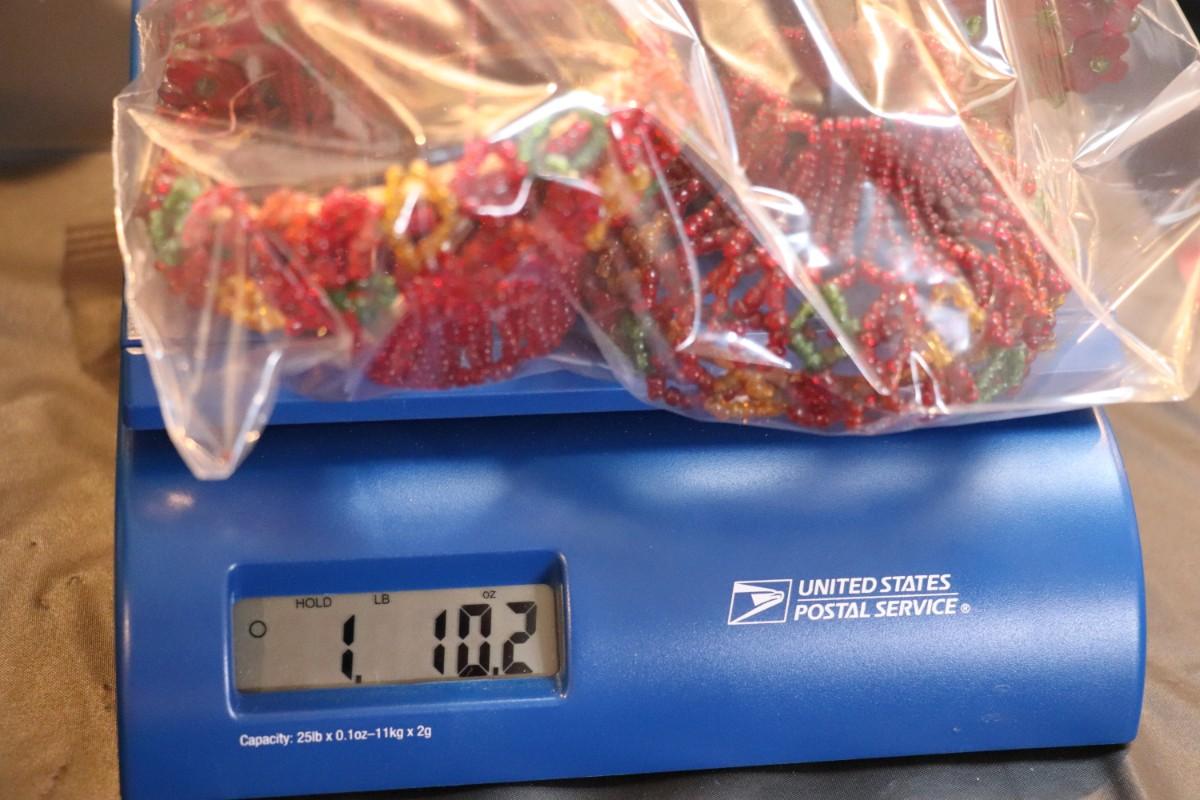 HOLD LB OZ
1. 10.2
UNITED STATES
POSTAL SERVICE®
Capacity: 25lb x 0.1oz–11kg x 2g